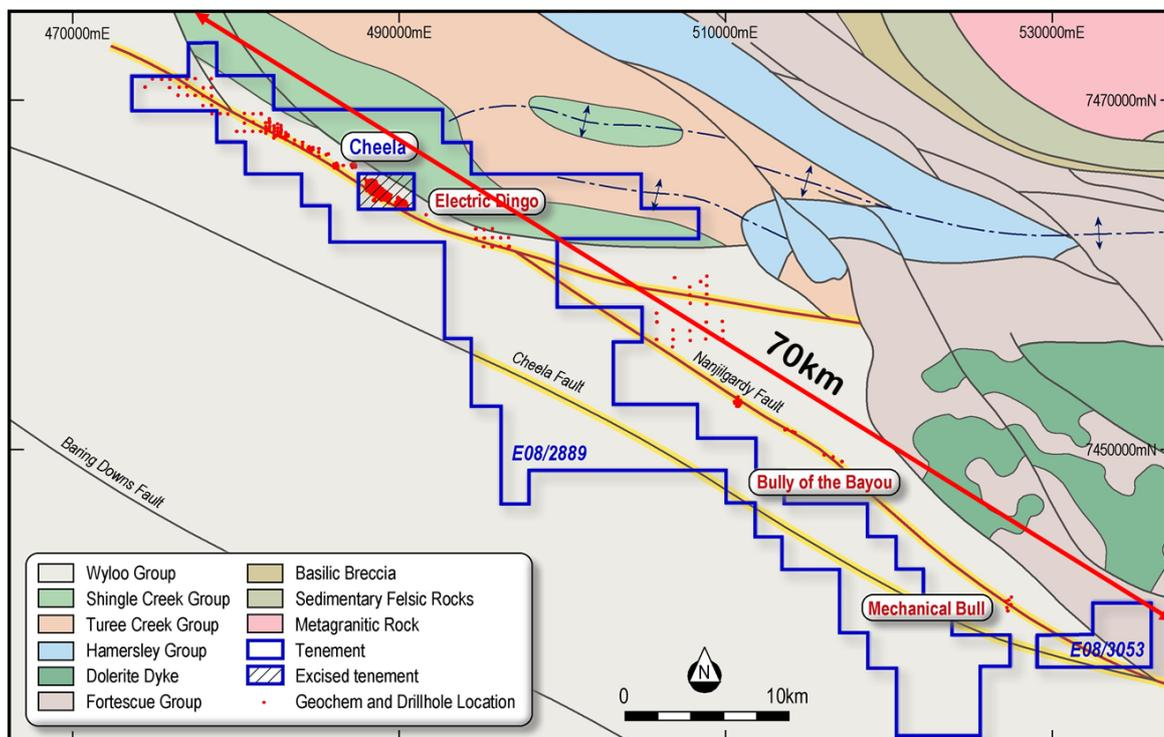 470000mE
490000mE
510000mE
530000mE
7470000mN
Cheela
Electric Dingo
70km
Cheela Fault
Nanjilgardy Fault
Baring Downs Fault
7450000mN
E08/2889
Bully of the Bayou
Mechanical Bull
E08/3053
Wyloo Group
Shingle Creek Group
Turee Creek Group
Hamersley Group
Dolerite Dyke
Fortescue Group
Basilic Breccia
Sedimentary Felsic Rocks
Metagranitic Rock
Tenement
Excised tenement
Geochem and Drillhole Location
N
0
10km